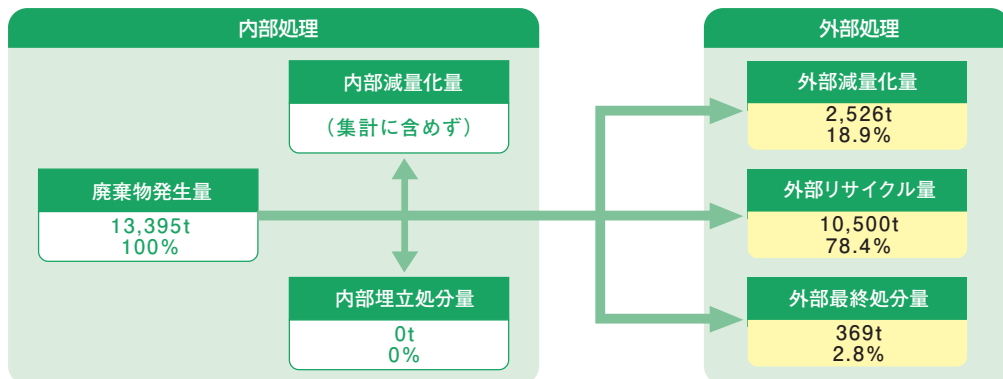 内部処理
内部減量化量
（集計に含めず）
廃棄物発生量
13,395t
100%
内部埋立処分量
0t
0%
外部処理
外部減量化量
2,526t
18.9%
外部リサイクル量
10,500t
78.4%
外部最終処分量
369t
2.8%